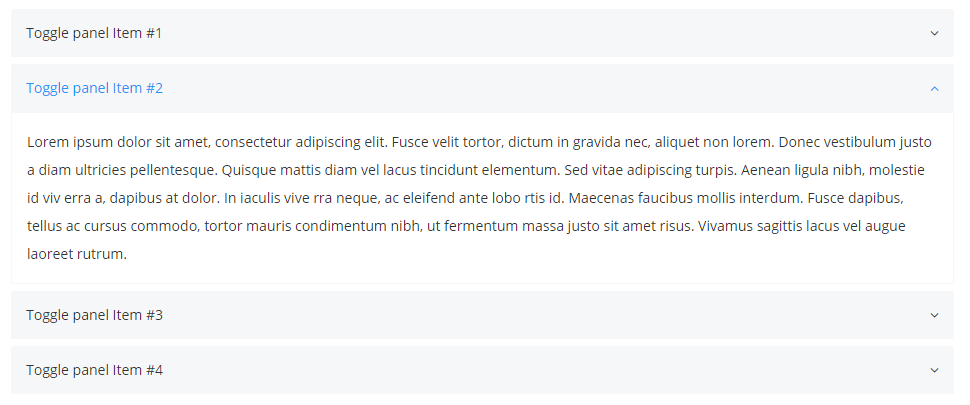 Toggle panel Item #1
Toggle panel Item #2
Lorem ipsum dolor sit amet, consectetur adipiscing elit. Fusce velit tortor, dictum in gravida nec, aliquet non lorem. Donec vestibulum justo
a diam ultricies pellentesque. Quisque mattis diam vel lacus tincidunt elementum. Sed vitae adipiscing turpis. Aenean ligula nibh, molestie
id viv erra a, dapibus at dolor. In iaculis vive rra neque, ac eleifend ante lobo rtis id. Maecenas faucibus mollis interdum. Fusce dapibus,
tellus ac cursus commodo, tortor mauris condimentum nibh, ut fermentum massa justo sit amet risus. Vivamus sagittis lacus vel augue
laoreet rutrum.
Toggle panel Item #3
Toggle panel Item #4